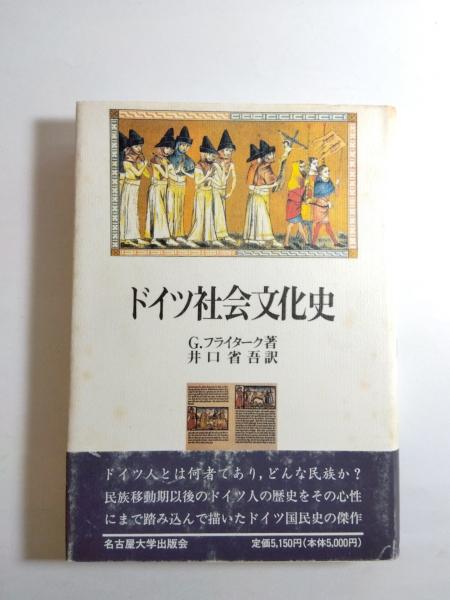 ドイツ社会文化史
G.フライターク著
井口省吾訳
ドイツ人とは何者であり,どんな民族か?
民族移動期以後のドイツ人の歴史をその心性
にまで踏み込んで描いたドイツ国民史の傑作
名古屋大学出版会 定価5,150円(本体5,000円)